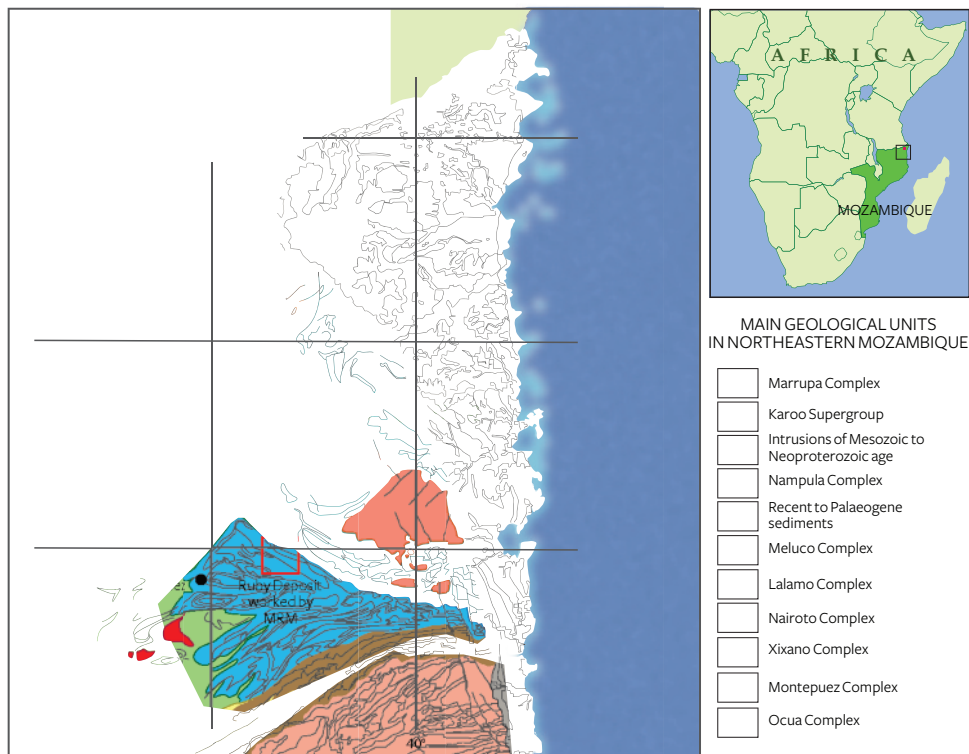 AFRICA
MOZAMBIQUE
MAIN GEOLOGICAL UNITS
IN NORTHEASTERN MOZAMBIQUE
Marrupa Complex
Karoo Supergroup
Intrusions of Mesozoic to
Neoproterozoic age
Nampula Complex
Recent to Palaeogene
sediments
Meluco Complex
Lalamo Complex
Nairoto Complex
Xixano Complex
Montepuez Complex
Ocua Complex
Ruby Deposit
worked by
MRM
40°